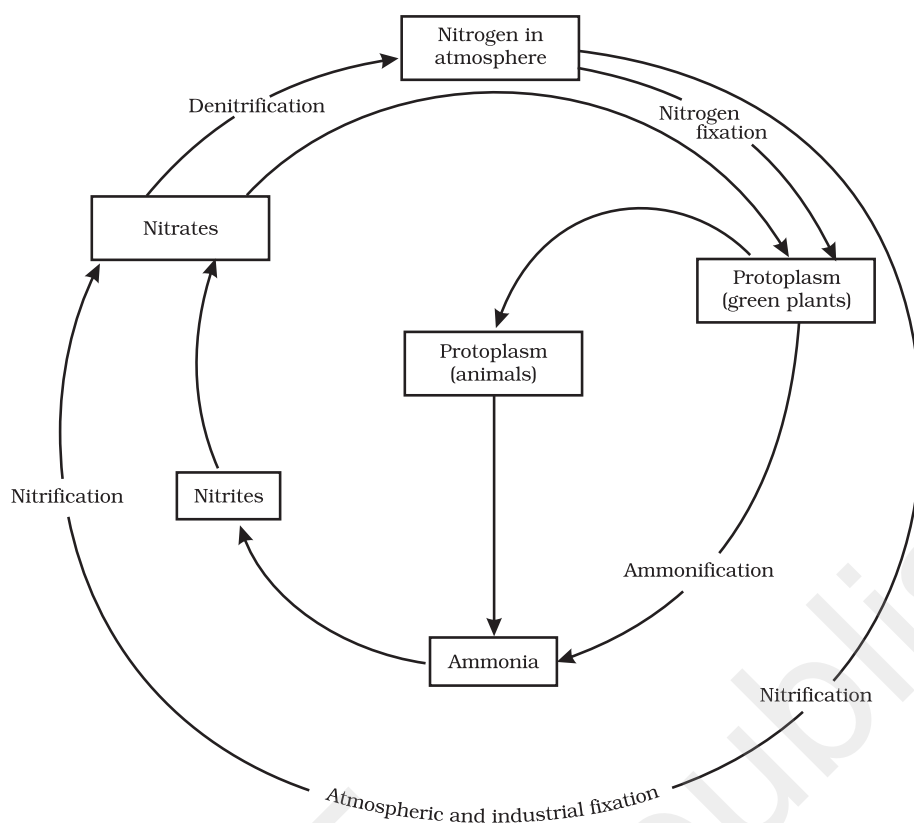 Nitrogen in
atmosphere
Denitrification
Nitrogen
fixation
Nitrates
Protoplasm
(green plants)
Protoplasm
(animals)
Nitrification
Nitrites
Ammonification
Ammonia
Nitrification
Atmospheric and industrial fixation